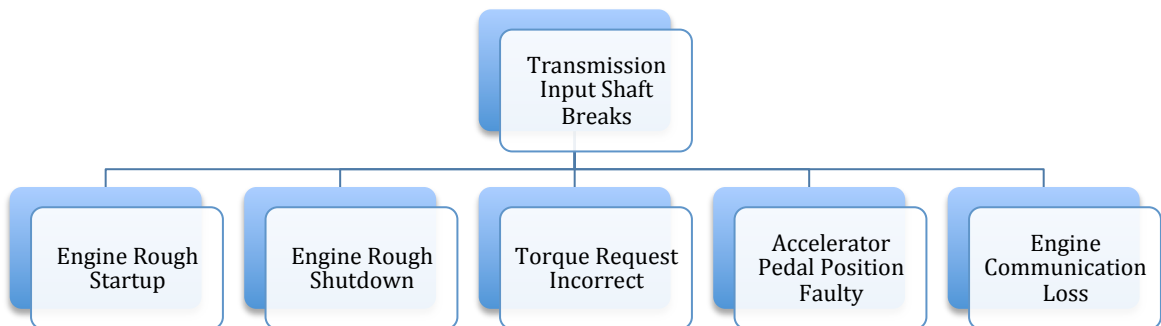 Transmission
Input Shaft
Breaks
Engine Rough
Startup
Engine Rough
Shutdown
Torque Request
Incorrect
Accelerator
Pedal Position
Faulty
Engine
Communication
Loss